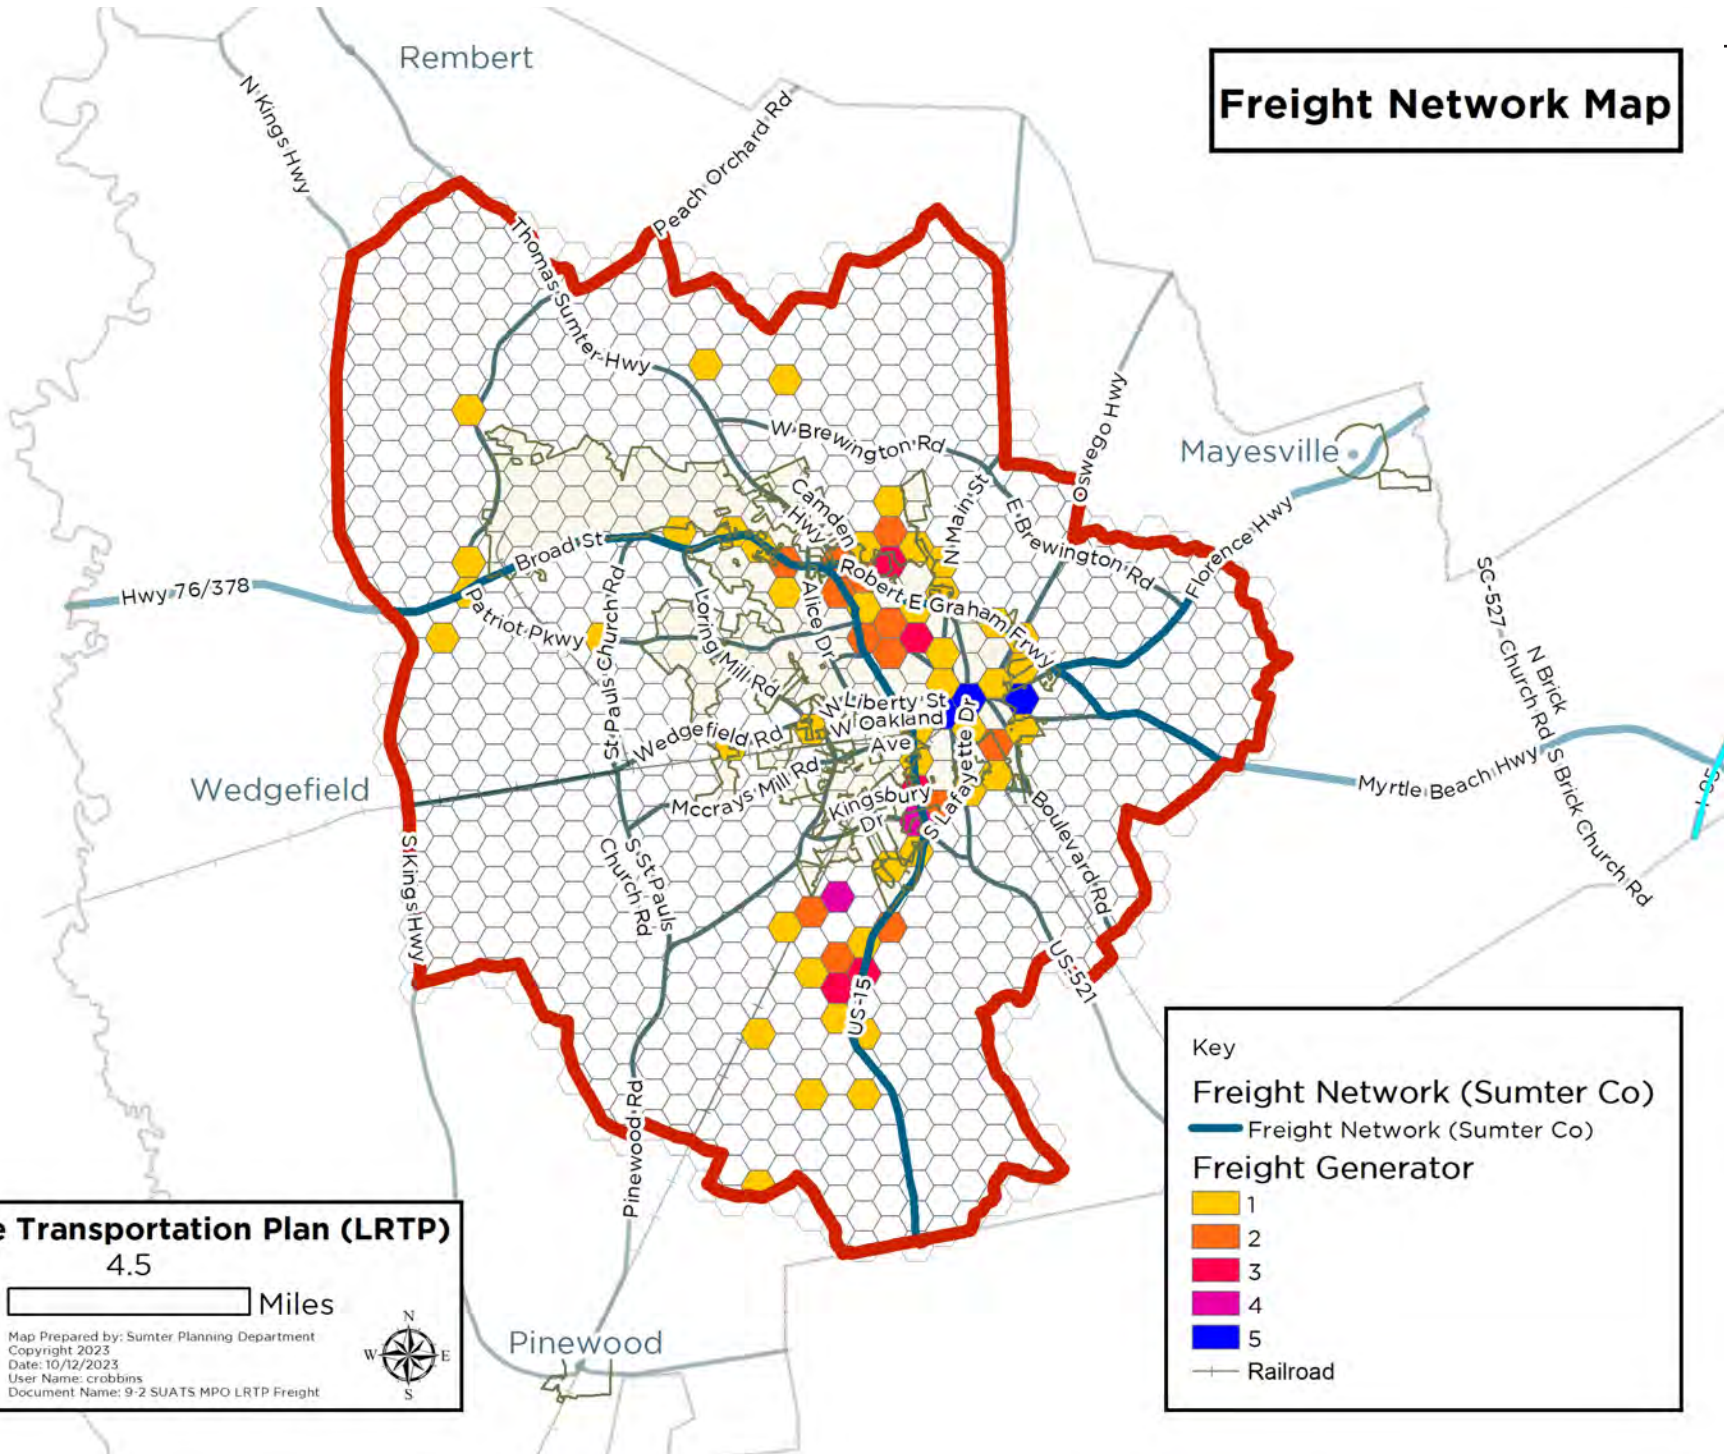 Freight Network Map
Rembert
N Kings Hwy
Peach Orchard Rd
Thomas Sumter Hwy
W Brewington Rd
Oswego Hwy
Mayesville
Camden
Hwy
N Main St
E Brewington Rd
Florence Hwy
Broad St
Hwy 76/378
Patriot Pkwy
St Pauls Church Rd
Loring Mill Rd
Alice Dr
Robert E Graham Frwy
SC-527
Church Rd
N Brick
S Brick Church Rd
W Liberty St
W Oakland
Ave
Wedgefield Rd
Wedgefield
Mccrays Mill Rd
Kingsbury
Dr
S Lafayette Dr
Boulevard Rd
Myrtle Beach Hwy
I-95
S Kings Hwy
S St Pauls
Church Rd
US-521
US-15
Pinewood Rd
Pinewood
Key
Freight Network (Sumter Co)
Freight Network (Sumter Co)
Freight Generator
1
2
3
4
5
Railroad
e Transportation Plan (LRTP)
4.5
Miles
Map Prepared by: Sumter Planning Department
Copyright 2023
Date: 10/12/2023
User Name: crobbins
Document Name: 9-2 SUATS MPO LRTP Freight
N
W
E
S